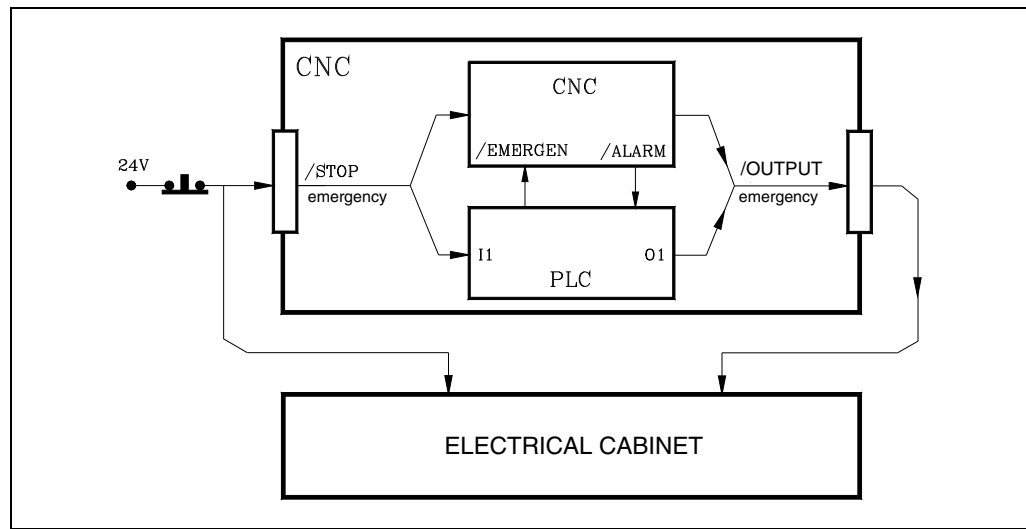 CNC
CNC
/EMERGEN /ALARM
24V
/STOP
emergency
/OUTPUT
emergency
I1
O1
PLC
ELECTRICAL CABINET